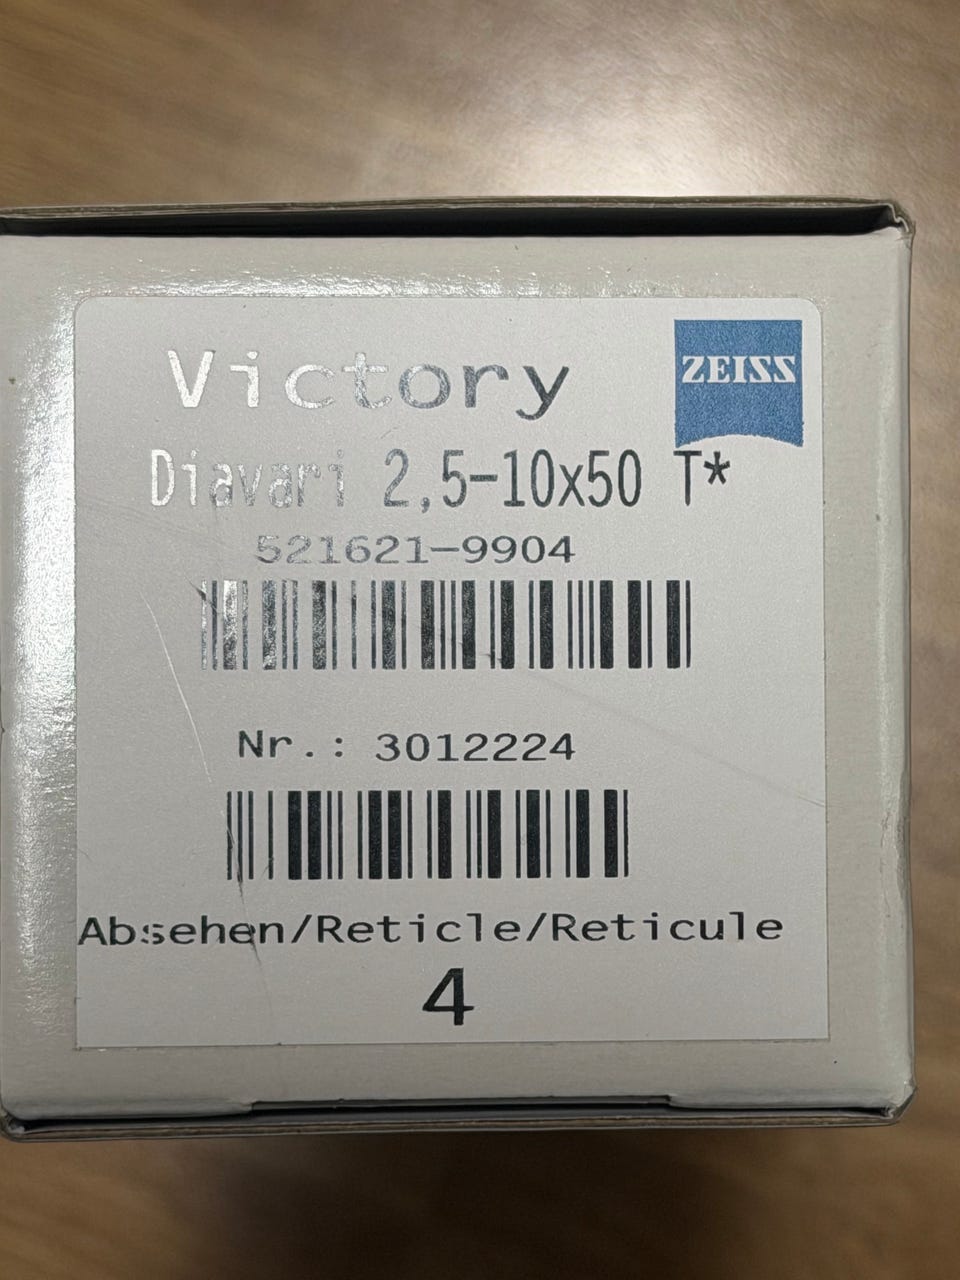 Victory
ZEISS
Diavari 2,5-10x50 T*
521621-9904
Nr.: 3012224
Absehen/Reticle/Reticule
4